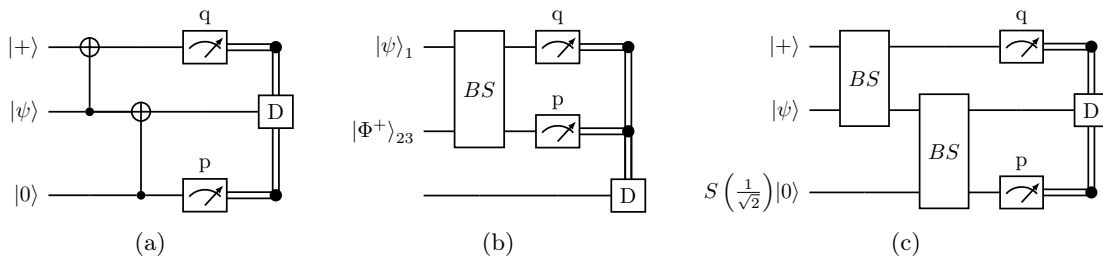 q
|+⟩
|ψ⟩
D
p
|0⟩
(a)
q
|ψ⟩₁
BS
p
|Φ⁺⟩₂₃
D
(b)
q
|+⟩
BS
|ψ⟩
D
BS
p
S(1/√2)|0⟩
(c)